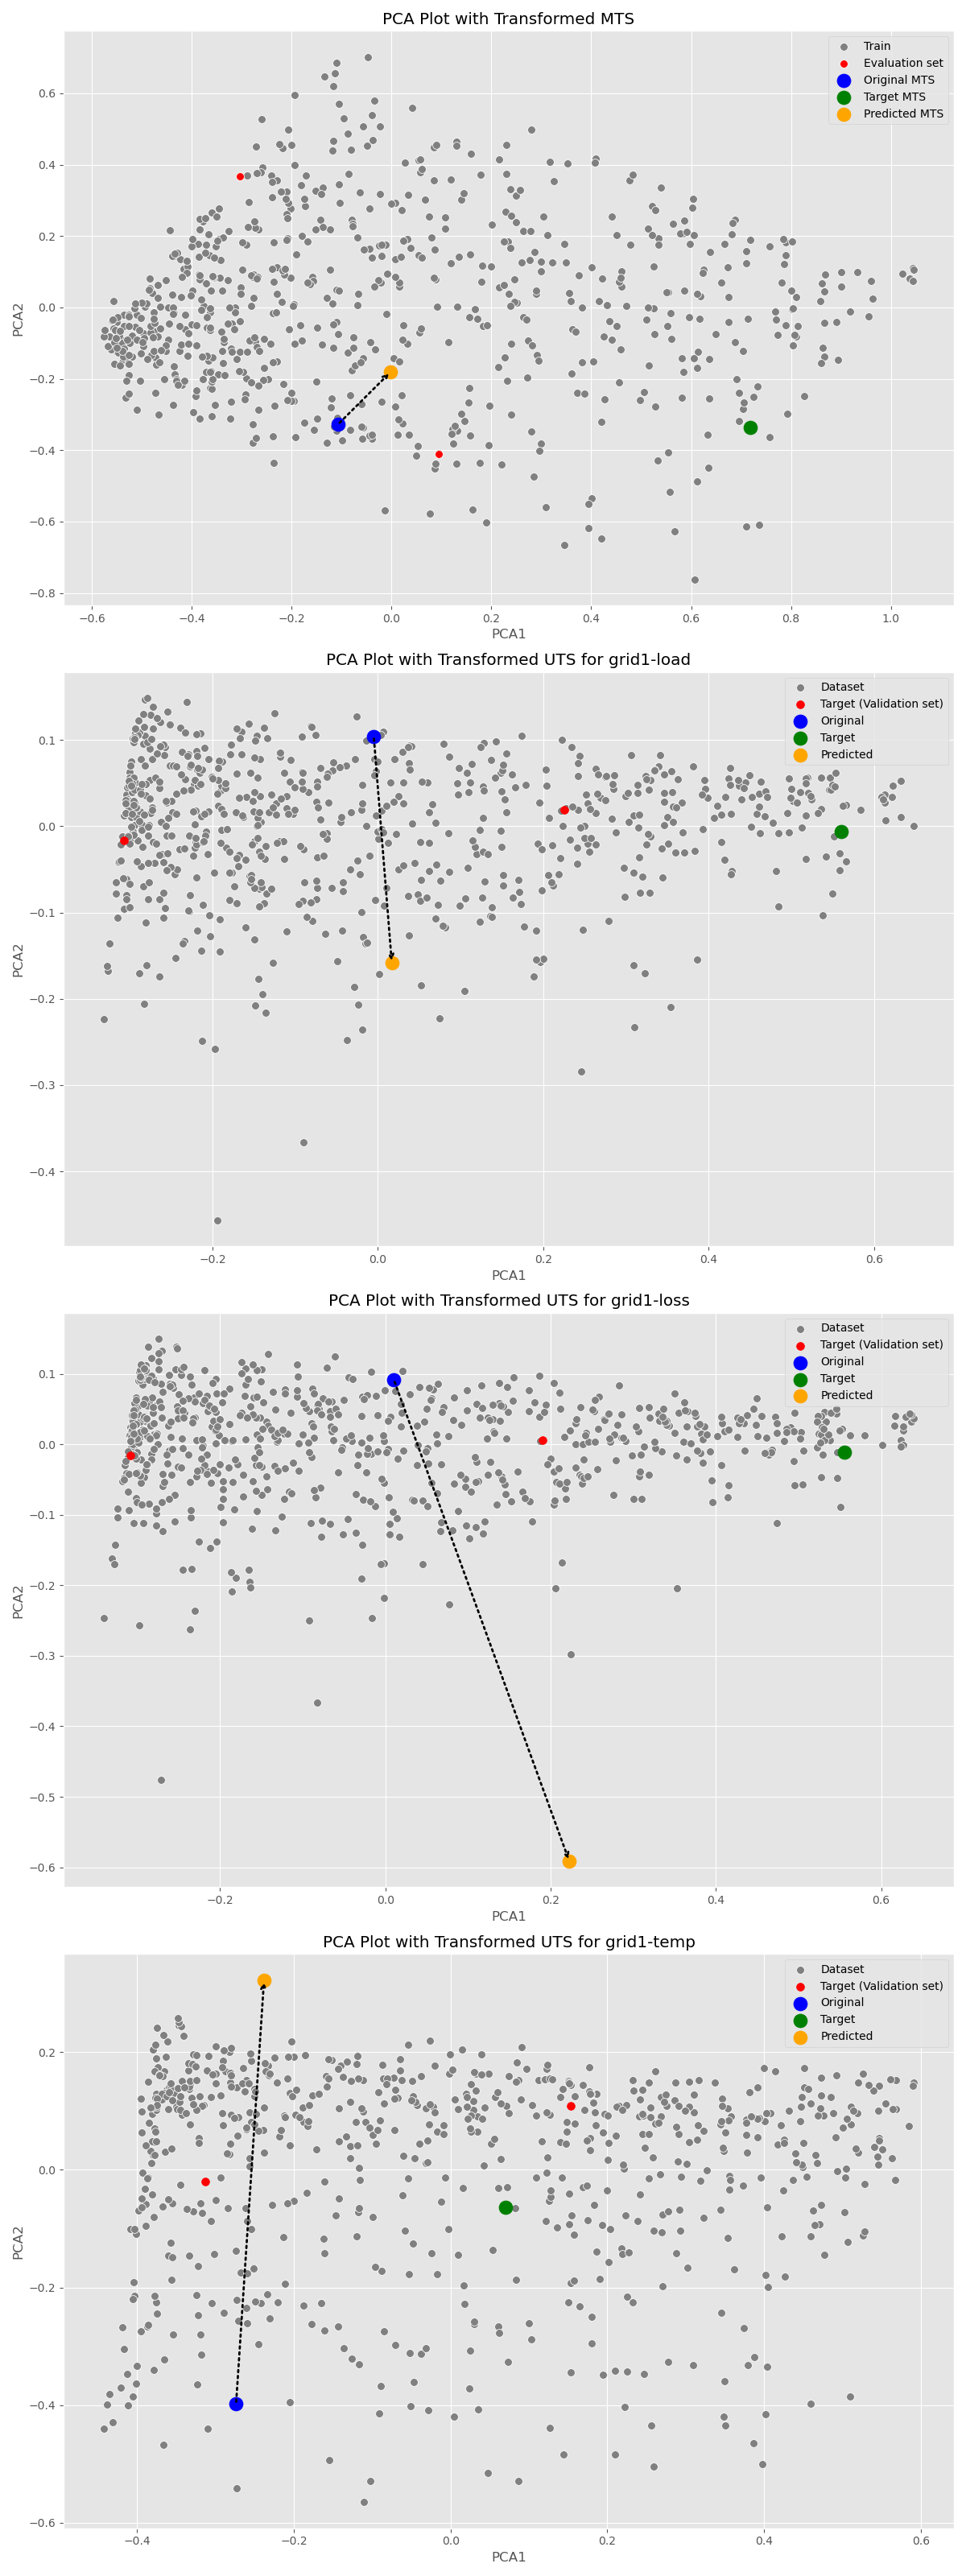 PCA Plot with Transformed MTS
Train
Evaluation set
Original MTS
Target MTS
Predicted MTS
0.6
0.4
0.2
0.0
−0.2
−0.4
−0.6
−0.8
PCA2
−0.6 −0.4 −0.2 0.0 0.2 0.4 0.6 0.8 1.0
PCA1
PCA Plot with Transformed UTS for grid1-load
Dataset
Target (Validation set)
Original
Target
Predicted
0.1
0.0
−0.1
−0.2
−0.3
−0.4
PCA2
−0.2 0.0 0.2 0.4 0.6
PCA1
PCA Plot with Transformed UTS for grid1-loss
Dataset
Target (Validation set)
Original
Target
Predicted
0.1
0.0
−0.1
−0.2
−0.3
−0.4
−0.5
−0.6
PCA2
−0.2 0.0 0.2 0.4 0.6
PCA1
PCA Plot with Transformed UTS for grid1-temp
Dataset
Target (Validation set)
Original
Target
Predicted
0.2
0.0
−0.2
−0.4
−0.6
PCA2
−0.4 −0.2 0.0 0.2 0.4 0.6
PCA1